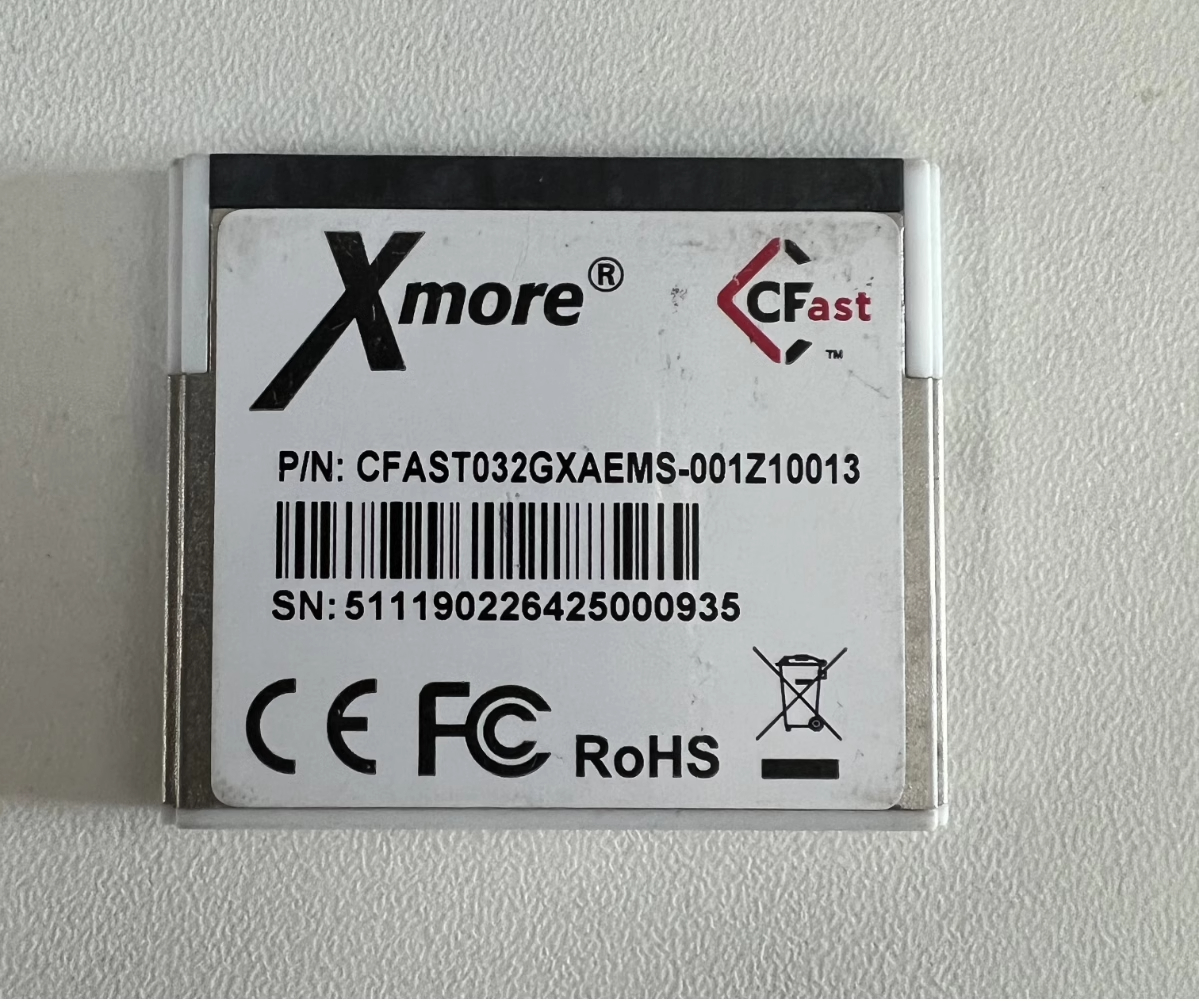 Xmore®
CFast
™
P/N: CFAST032GXAEMS-001Z10013
SN: 511190226425000935
CE FC RoHS